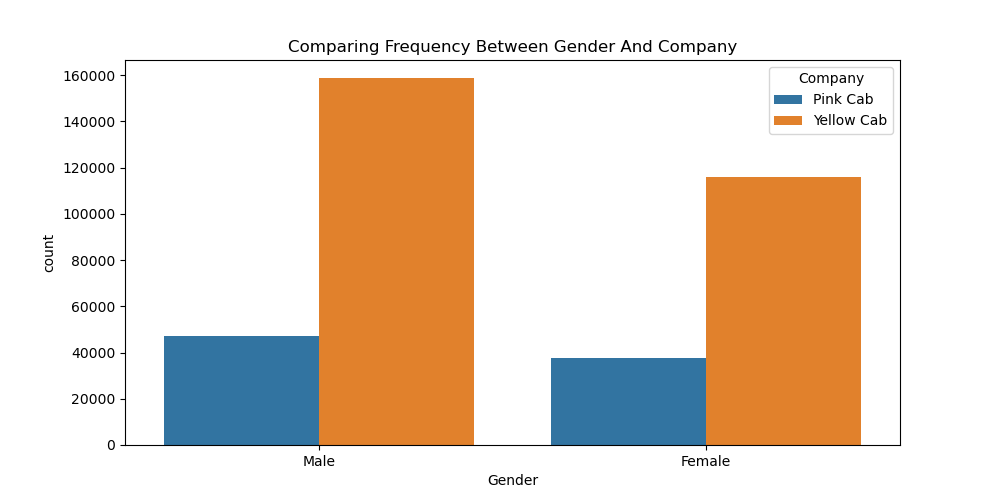 Comparing Frequency Between Gender And Company
160000
140000
120000
100000
80000
60000
40000
20000
0
count
Company
Pink Cab
Yellow Cab
Male
Female
Gender